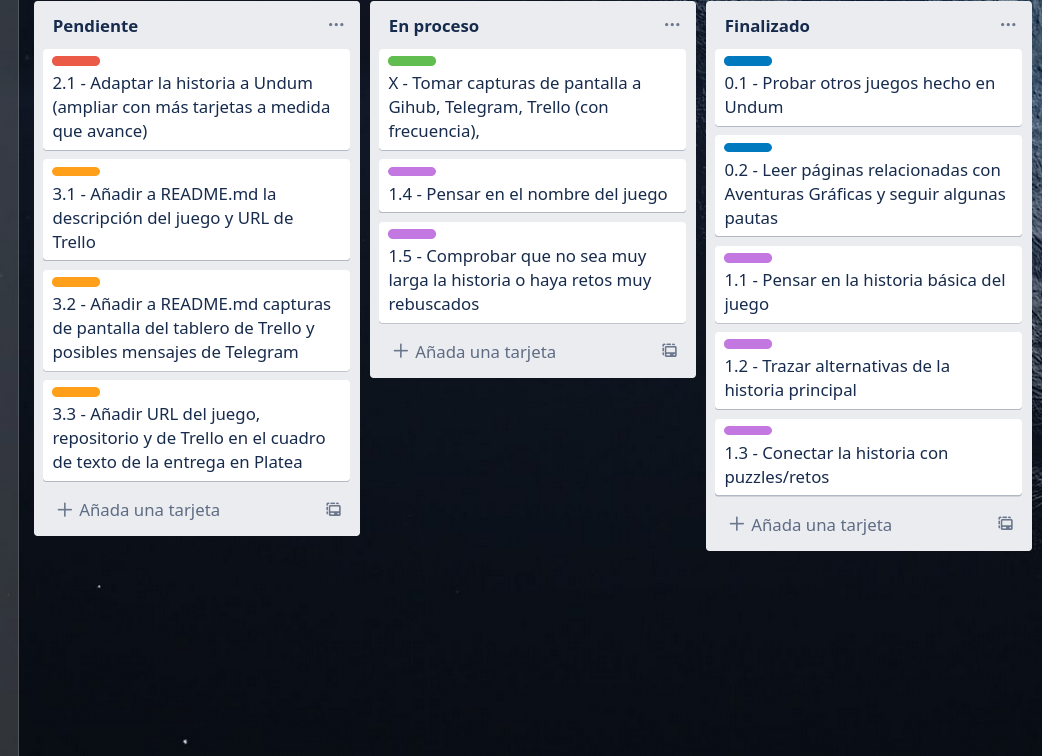 Pendiente
2.1 - Adaptar la historia a Undum
(ampliar con más tarjetas a medida
que avance)
3.1 - Añadir a README.md la
descripción del juego y URL de
Trello
3.2 - Añadir a README.md capturas
de pantalla del tablero de Trello y
posibles mensajes de Telegram
3.3 - Añadir URL del juego,
repositorio y de Trello en el cuadro
de texto de la entrega en Platea
Añada una tarjeta
En proceso
X - Tomar capturas de pantalla a
Gihub, Telegram, Trello (con
frecuencia),
1.4 - Pensar en el nombre del juego
1.5 - Comprobar que no sea muy
larga la historia o haya retos muy
rebuscados
Añada una tarjeta
Finalizado
0.1 - Probar otros juegos hecho en
Undum
0.2 - Leer páginas relacionadas con
Aventuras Gráficas y seguir algunas
pautas
1.1 - Pensar en la historia básica del
juego
1.2 - Trazar alternativas de la
historia principal
1.3 - Conectar la historia con
puzzles/retos
Añada una tarjeta